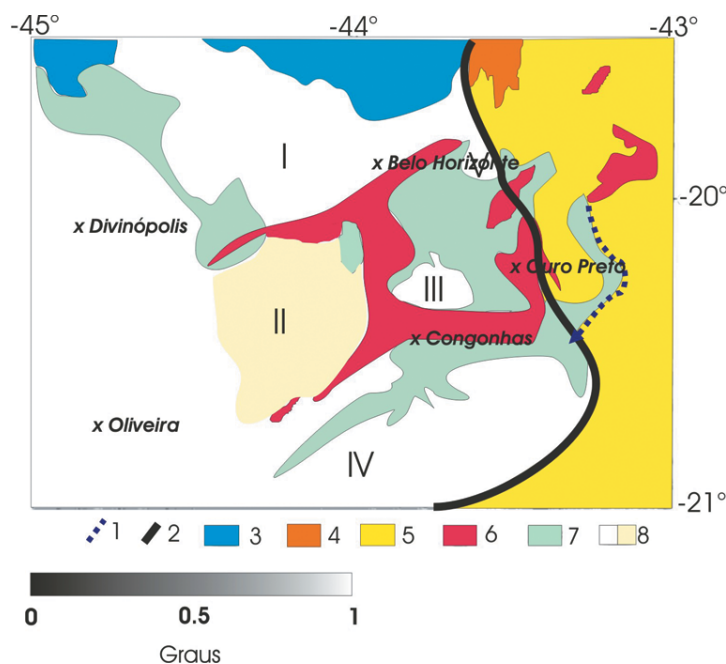 -45° -44° -43°
I
x Belo Horizonte
V
-20°
x Divinópolis
x Ouro Preto
III
II
x Congonhas
x Oliveira
IV
-21°
1 2 3 4 5 6 7 8
0 0.5 1
Graus